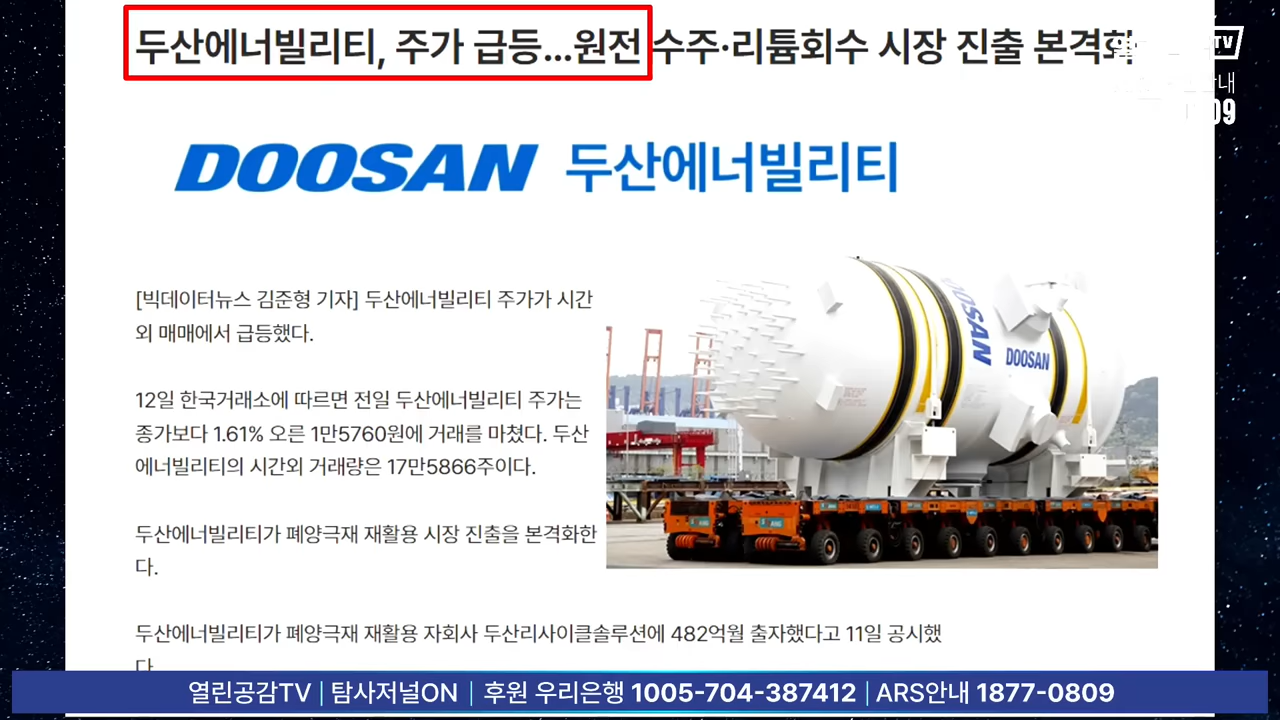 두산에너빌리티, 주가 급등...원전 수주·리튬회수 시장 진출 본격화
DOOSAN 두산에너빌리티
[빅데이터뉴스 김준형 기자] 두산에너빌리티 주가가 시간
외 매매에서 급등했다.
12일 한국거래소에 따르면 전일 두산에너빌리티 주가는
종가보다 1.61% 오른 1만5760원에 거래를 마쳤다. 두산
에너빌리티의 시간외 거래량은 17만5866주이다.
두산에너빌리티가 폐양극재 재활용 시장 진출을 본격화한
다.
두산에너빌리티가 폐양극재 재활용 자회사 두산리사이클솔루션에 482억월 출자했다고 11일 공시했
다
DOOSAN
DOOSAN
열린공감TV | 탐사저널ON | 후원 우리은행 1005-704-387412 | ARS안내 1877-0809